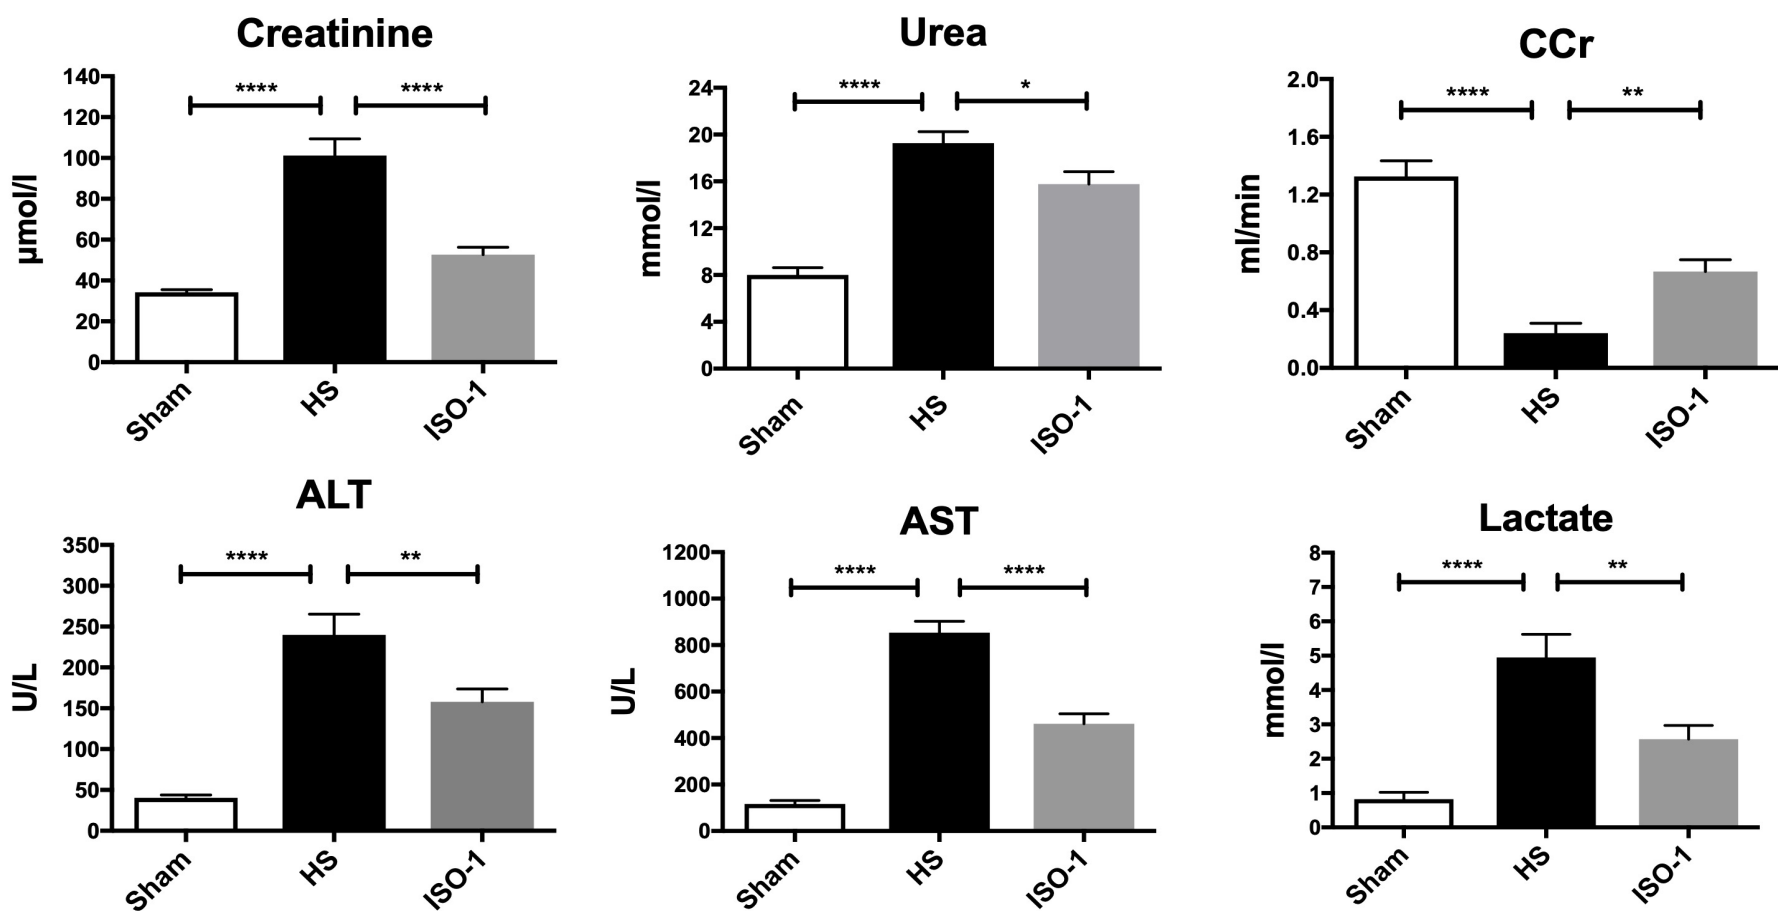 Creatinine
140
120
100
80
60
40
20
0
µmol/l
****
****
Sham
HS
ISO-1
Urea
24
20
16
12
8
4
0
mmol/l
****
*
Sham
HS
ISO-1
CCr
2.0
1.6
1.2
0.8
0.4
0.0
ml/min
****
**
Sham
HS
ISO-1
ALT
350
300
250
200
150
100
50
0
U/L
****
**
Sham
HS
ISO-1
AST
1200
1000
800
600
400
200
0
U/L
****
****
Sham
HS
ISO-1
Lactate
8
7
6
5
4
3
2
1
0
mmol/l
****
**
Sham
HS
ISO-1